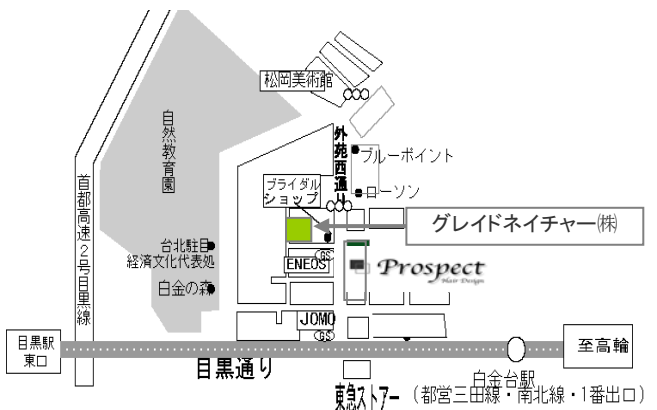 松岡美術館
自然教育園
外苑西通り
ブルーポイント
ブライダル
ショップ
ローソン
首都高速2号目黒線
グレイドネイチャー㈱
台北駐日
経済文化代表処
GS
ENEOS
Prospect
Hair Design
白金の森
JOMO
GS
目黒駅
東口
至高輪
目黒通り
白金台駅
東急ストアー
(都営三田線・南北線・1番出口)